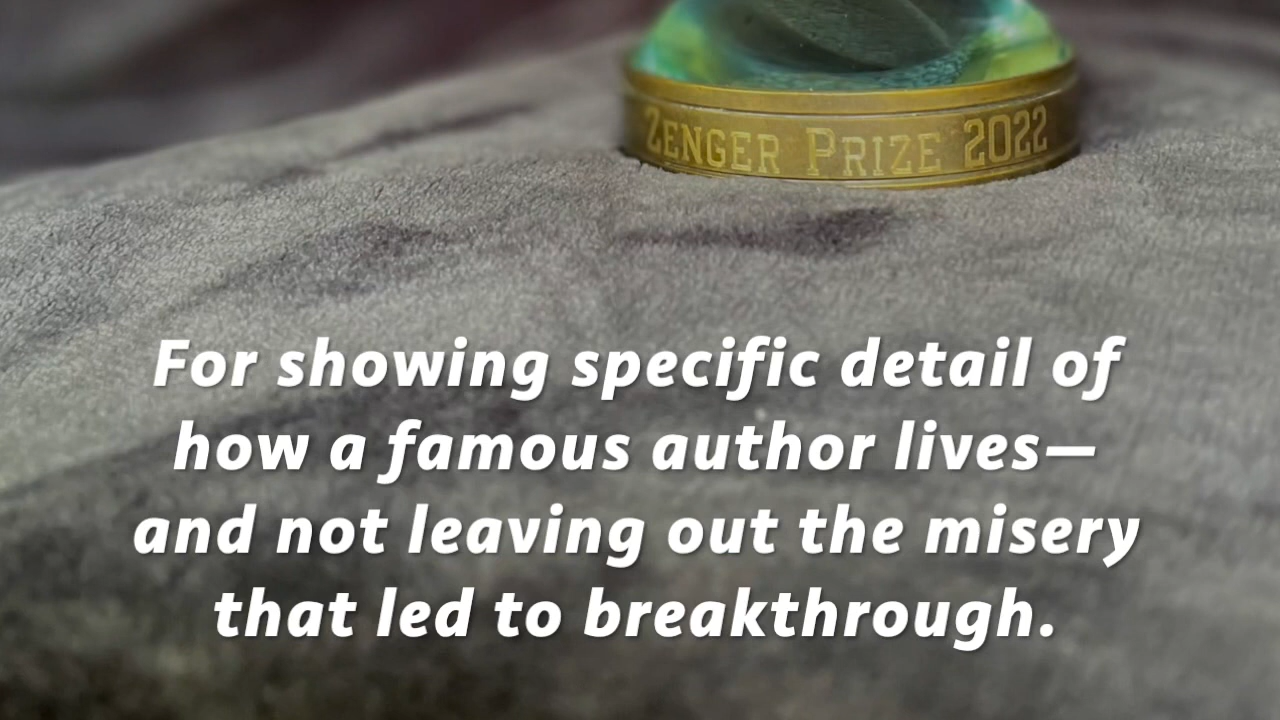 ZENGER PRIZE 2022
For showing specific detail of
how a famous author lives—
and not leaving out the misery
that led to breakthrough.